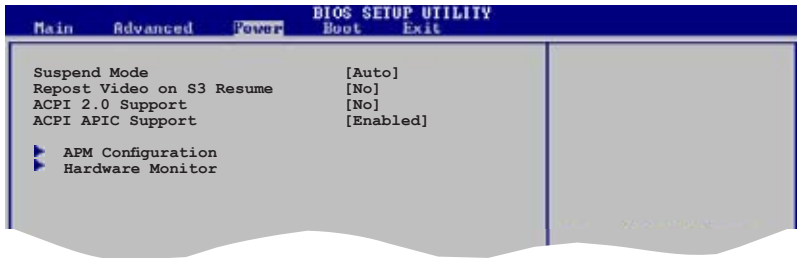 BIOS SETUP UTILITY
Main Advanced Power Boot Exit
Suspend Mode [Auto]
Repost Video on S3 Resume [No]
ACPI 2.0 Support [No]
ACPI APIC Support [Enabled]
APM Configuration
Hardware Monitor